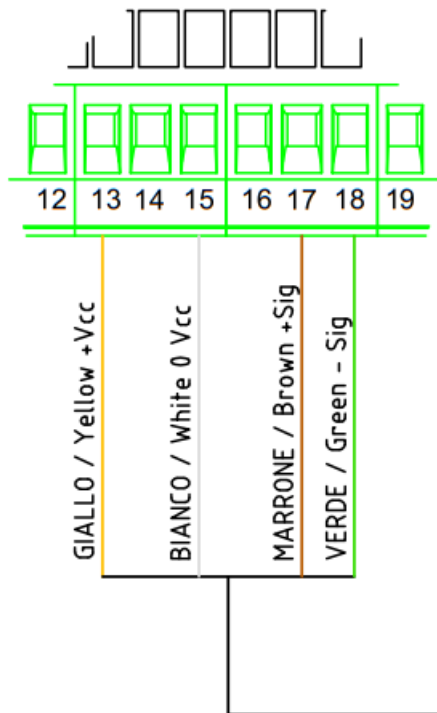 12 13 14 15 16 17 18 19
GIALLO / Yellow +Vcc
BIANCO / White 0 Vcc
MARRONE / Brown +Sig
VERDE / Green - Sig